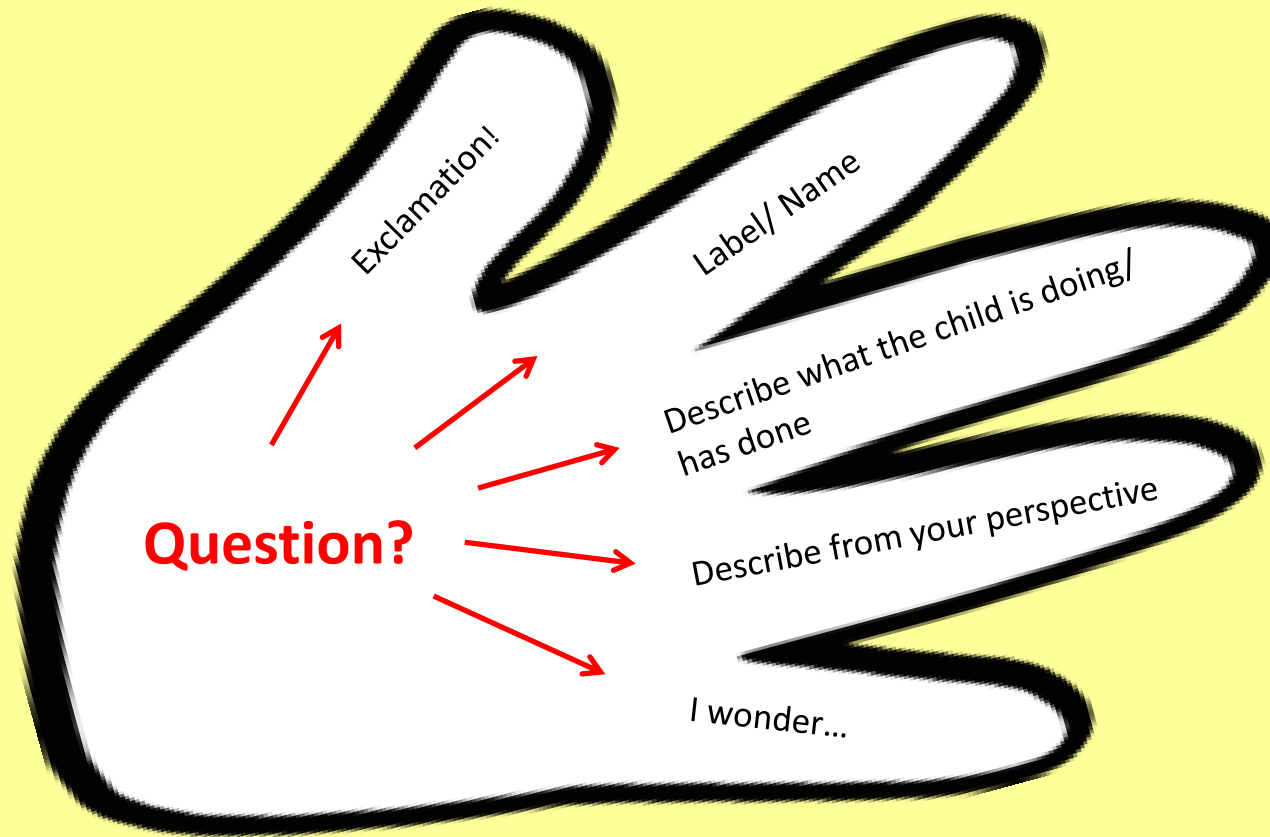 Exclamation!
Label/ Name
Describe what the child is doing/
has done
Question?
Describe from your perspective
I wonder...